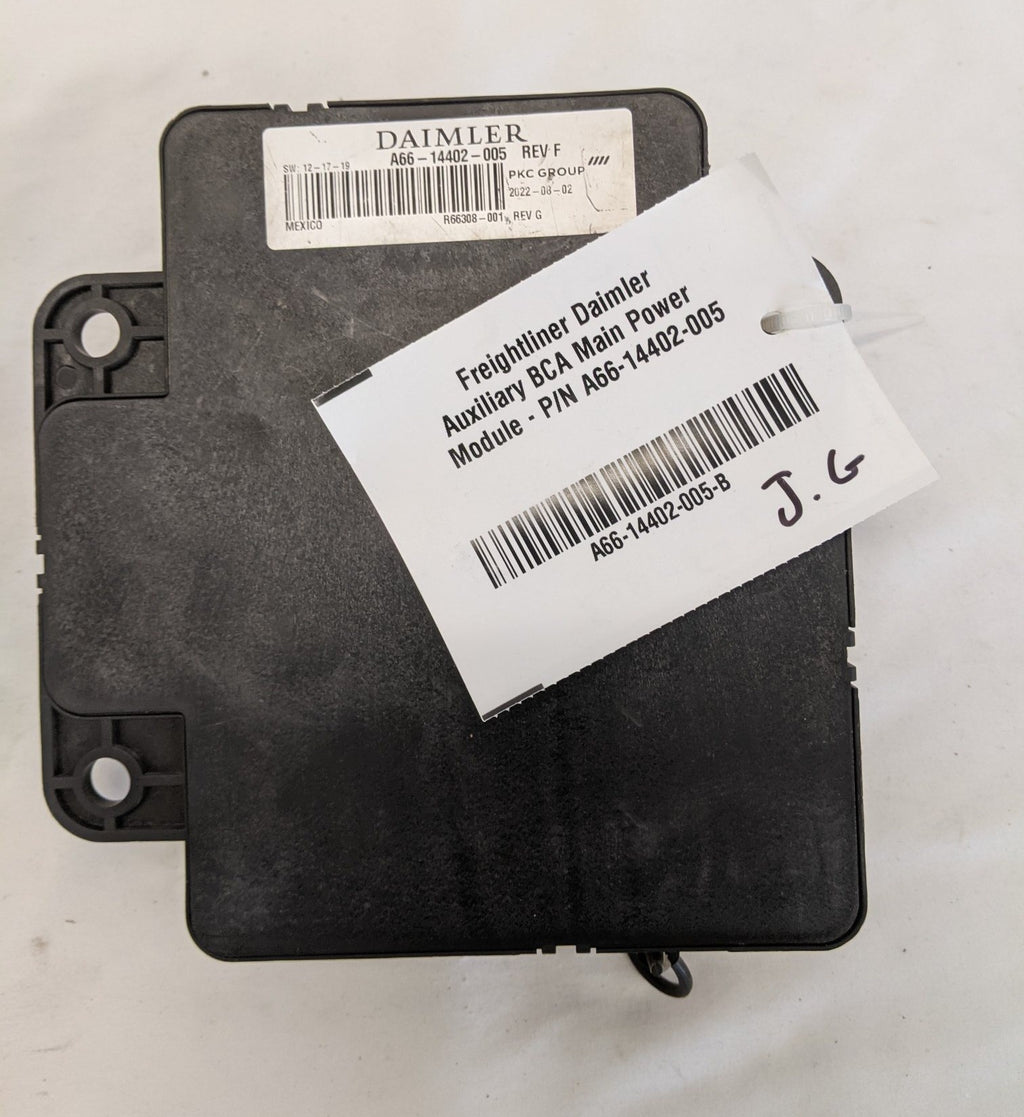 DAIMLER
A66-14402-005 REV F
SW: 12-17-19
PKC GROUP
2022-08-02
MEXICO
R66308-001, REV G
Freightliner Daimler
Auxiliary BCA Main Power
Module - P/N A66-14402-005
A66-14402-005-B
J.G